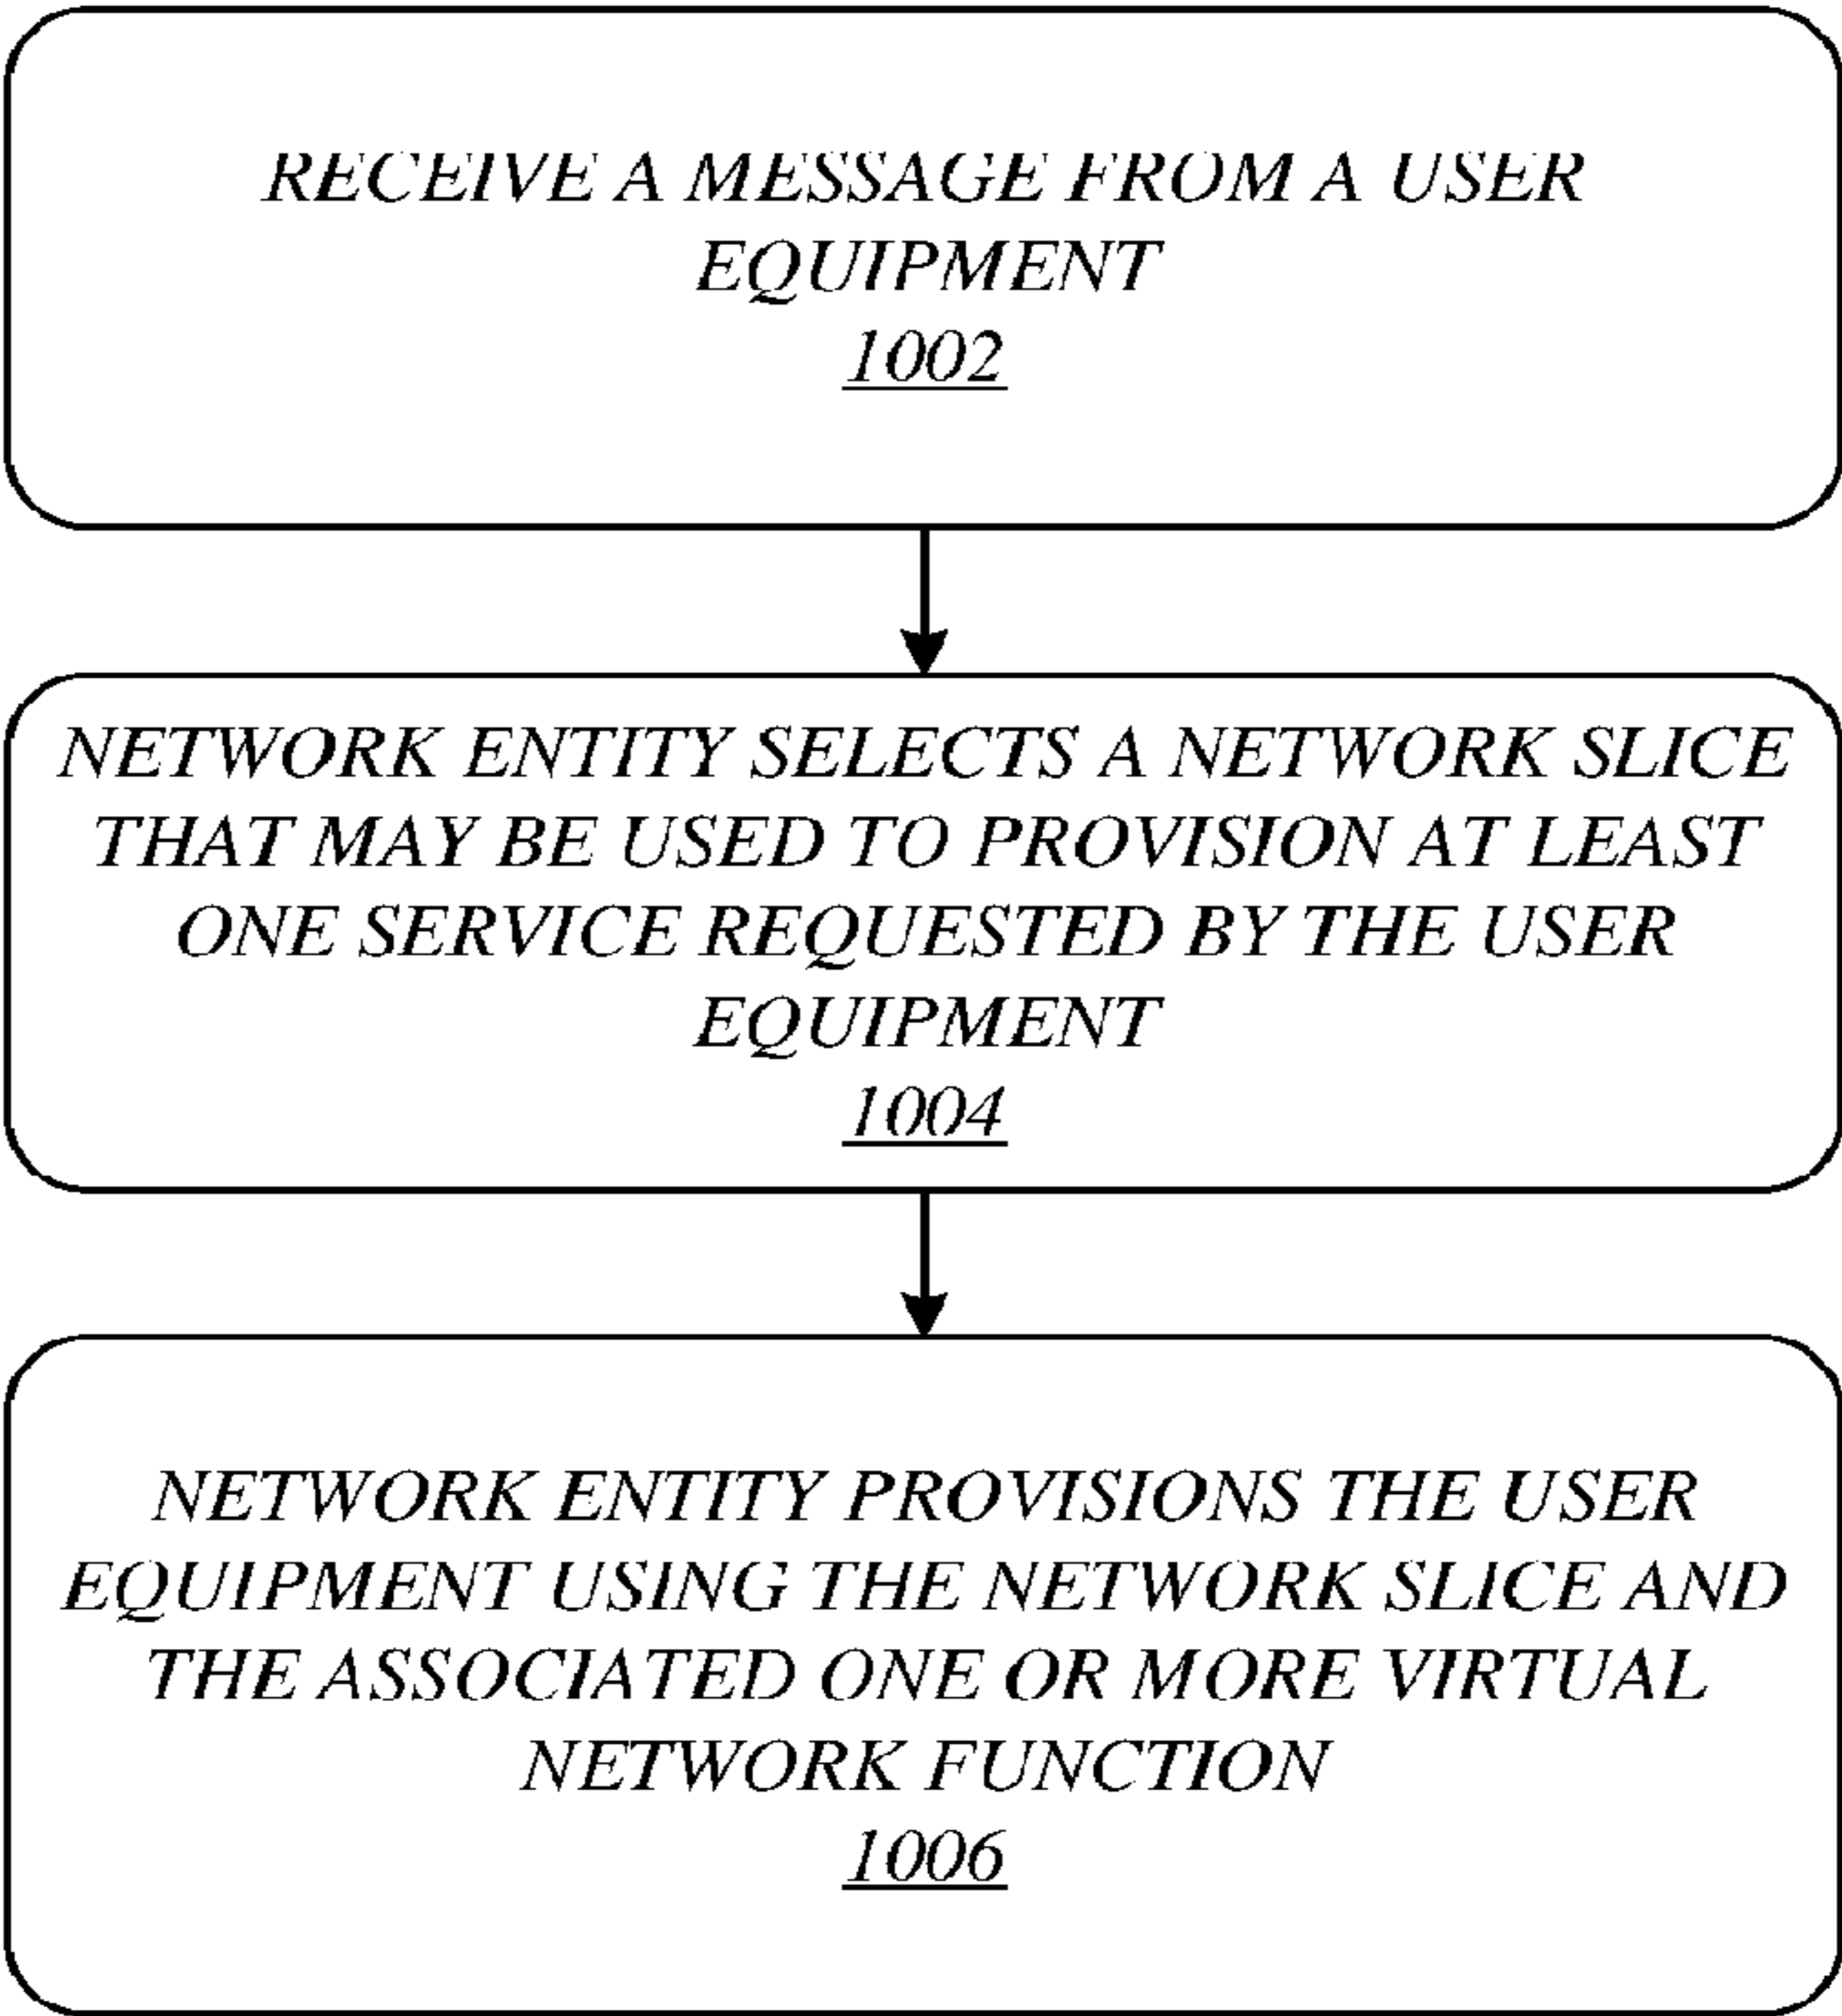 RECEIVE A MESSAGE FROM A USER
EQUIPMENT
1002
NETWORK ENTITY SELECTS A NETWORK SLICE
THAT MAY BE USED TO PROVISION AT LEAST
ONE SERVICE REQUESTED BY THE USER
EQUIPMENT
1004
NETWORK ENTITY PROVISIONS THE USER
EQUIPMENT USING THE NETWORK SLICE AND
THE ASSOCIATED ONE OR MORE VIRTUAL
NETWORK FUNCTION
1006